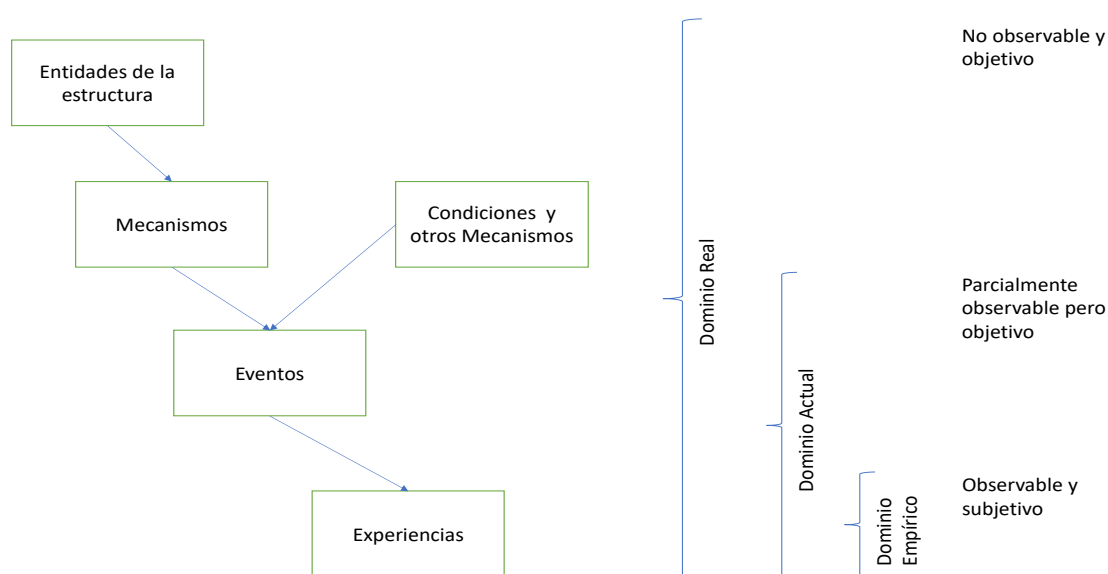 No observable y
objetivo
Entidades de la
estructura
Mecanismos
Condiciones y
otros Mecanismos
Dominio Real
Parcialmente
observable pero
objetivo
Eventos
Dominio Actual
Observable y
subjetivo
Experiencias
Dominio
Empírico